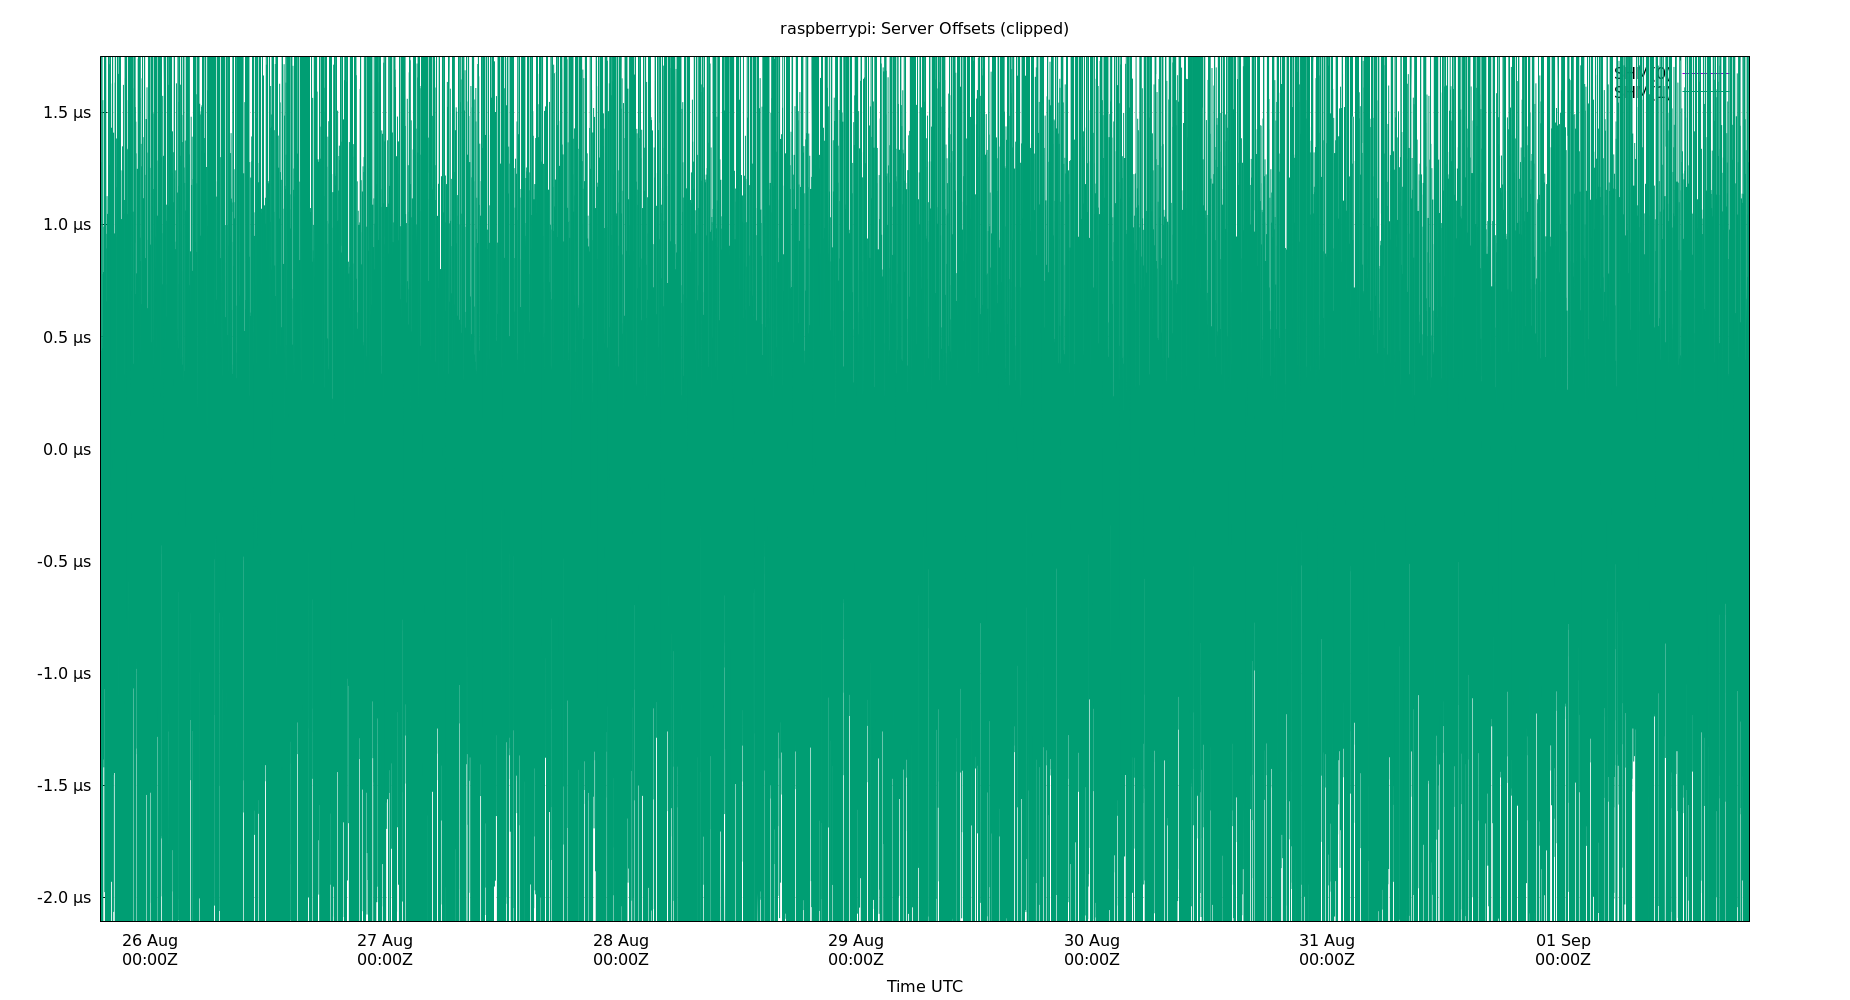 raspberrypi: Server Offsets (clipped)
1.5 µs
1.0 µs
0.5 µs
0.0 µs
-0.5 µs
-1.0 µs
-1.5 µs
-2.0 µs
26 Aug 27 Aug 28 Aug 29 Aug 30 Aug 31 Aug 01 Sep
00:00Z 00:00Z 00:00Z 00:00Z 00:00Z 00:00Z 00:00Z
Time UTC